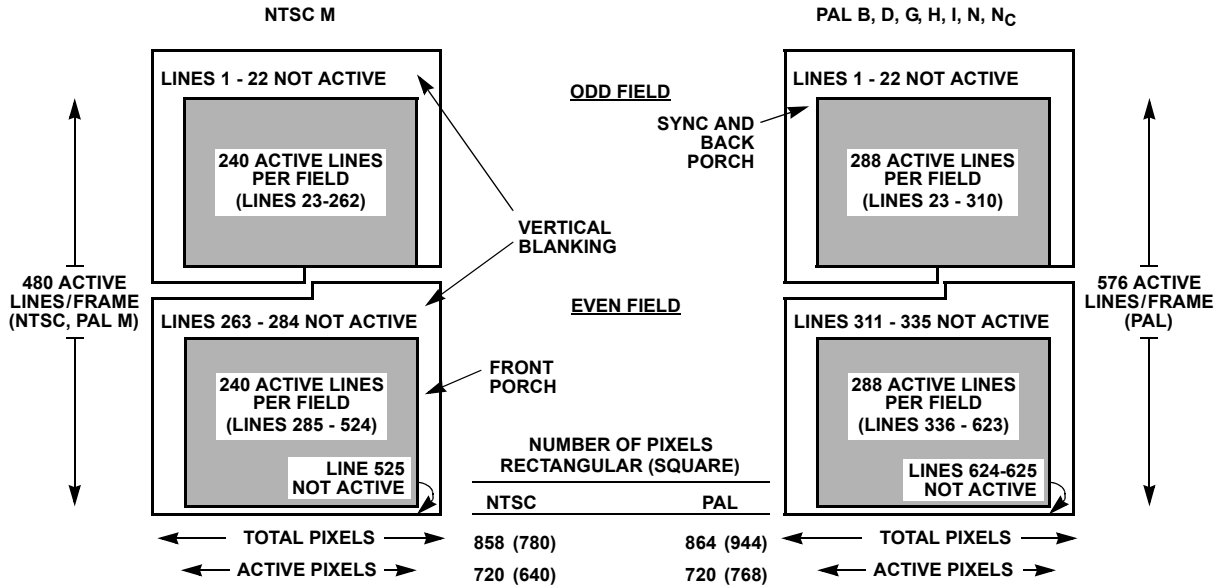 NTSC M
LINES 1 - 22 NOT ACTIVE
240 ACTIVE LINES
PER FIELD
(LINES 23-262)
480 ACTIVE
LINES/FRAME
(NTSC, PAL M)
LINES 263 - 284 NOT ACTIVE
240 ACTIVE LINES
PER FIELD
(LINES 285 - 524)
LINE 525
NOT ACTIVE
TOTAL PIXELS
ACTIVE PIXELS
ODD FIELD
SYNC AND
BACK
PORCH
VERTICAL
BLANKING
EVEN FIELD
FRONT
PORCH
NUMBER OF PIXELS
RECTANGULAR (SQUARE)
NTSC PAL
858 (780) 864 (944)
720 (640) 720 (768)
PAL B, D, G, H, I, N, NC
LINES 1 - 22 NOT ACTIVE
288 ACTIVE LINES
PER FIELD
(LINES 23 - 310)
576 ACTIVE
LINES/FRAME
(PAL)
LINES 311 - 335 NOT ACTIVE
288 ACTIVE LINES
PER FIELD
(LINES 336 - 623)
LINES 624-625
NOT ACTIVE
TOTAL PIXELS
ACTIVE PIXELS